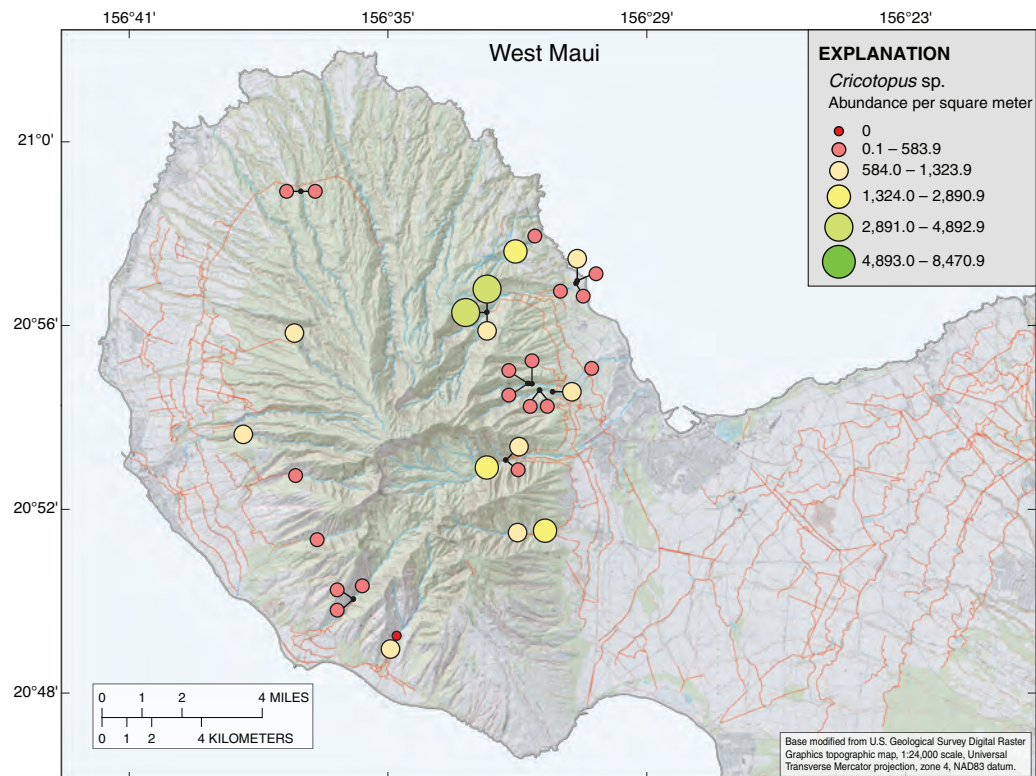 156°41' 156°35' 156°29' 156°23'
West Maui
EXPLANATION
Cricotopus sp.
Abundance per square meter
0
0.1 – 583.9
584.0 – 1,323.9
1,324.0 – 2,890.9
2,891.0 – 4,892.9
4,893.0 – 8,470.9
21°0'
20°56'
20°52'
20°48'
0 1 2 4 MILES
0 1 2 4 KILOMETERS
Base modified from U.S. Geological Survey Digital Raster
Graphics topographic map, 1:24,000 scale, Universal
Transverse Mercator projection, zone 4, NAD83 datum.